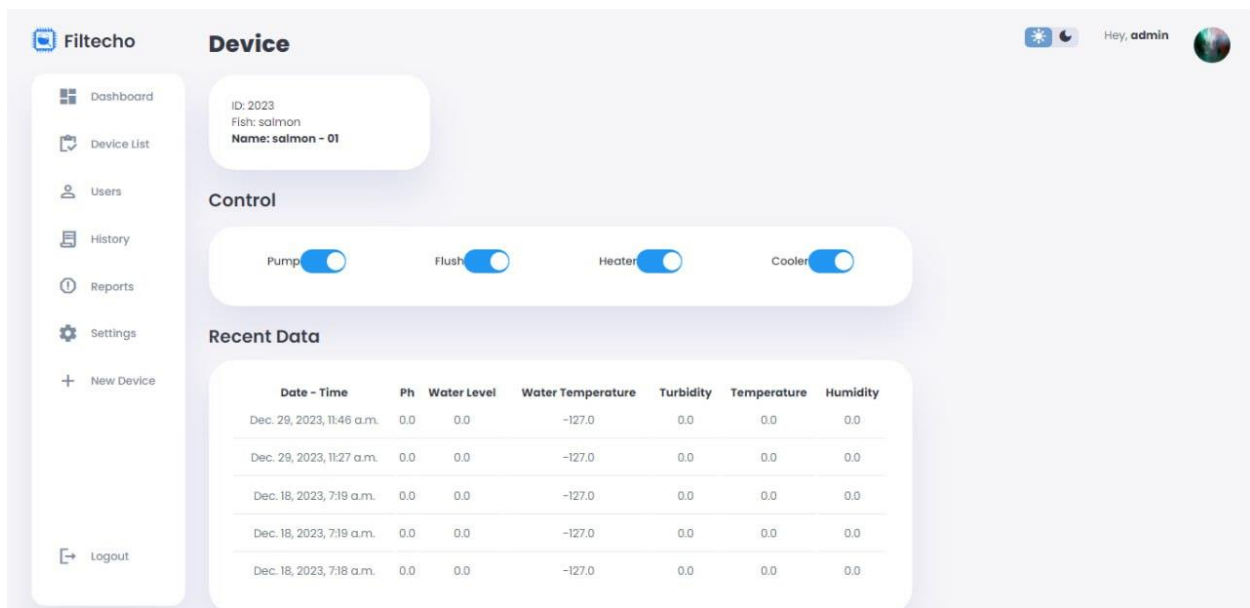 Filtecho
Device
Hey, admin
Dashboard
Device List
Users
History
Reports
Settings
New Device
Logout
ID: 2023
Fish: salmon
Name: salmon - 01
Control
Pump Flush Heater Cooler
Recent Data
Date - Time Ph Water Level Water Temperature Turbidity Temperature Humidity
Dec. 29, 2023, 11:46 a.m. 0.0 0.0 -127.0 0.0 0.0 0.0
Dec. 29, 2023, 11:27 a.m. 0.0 0.0 -127.0 0.0 0.0 0.0
Dec. 18, 2023, 7:19 a.m. 0.0 0.0 -127.0 0.0 0.0 0.0
Dec. 18, 2023, 7:19 a.m. 0.0 0.0 -127.0 0.0 0.0 0.0
Dec. 18, 2023, 7:18 a.m. 0.0 0.0 -127.0 0.0 0.0 0.0